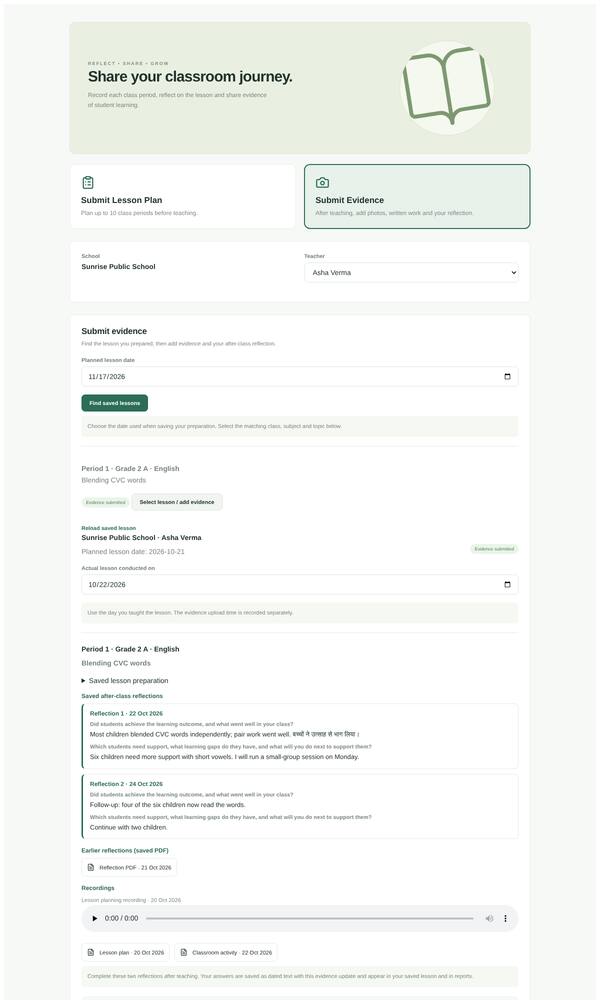 REFLECT • SHARE • GROW
Share your classroom journey.
Record each class period, reflect on the lesson and share evidence
of student learning.
Submit Lesson Plan
Plan up to 10 class periods before teaching.
Submit Evidence
After teaching, add photos, written work and your reflection.
School
Sunrise Public School
Teacher
Asha Verma
Submit evidence
Find the lesson you prepared, then add evidence and your after-class reflection.
Planned lesson date
11/17/2026
Find saved lessons
Choose the date used when saving your preparation. Select the matching class, subject and topic below.
Period 1 · Grade 2 A · English
Blending CVC words
Evidence submitted
Select lesson / add evidence
Reload saved lesson
Sunrise Public School · Asha Verma
Planned lesson date: 2026-10-21
Evidence submitted
Actual lesson conducted on
10/22/2026
Use the day you taught the lesson. The evidence upload time is recorded separately.
Period 1 · Grade 2 A · English
Blending CVC words
Saved lesson preparation
Saved after-class reflections
Reflection 1 · 22 Oct 2026
Did students achieve the learning outcome, and what went well in your class?
Most children blended CVC words independently; pair work went well. बच्चों ने उत्साह से भाग लिया।
Which students need support, what learning gaps do they have, and what will you do next to support them?
Six children need more support with short vowels. I will run a small-group session on Monday.
Reflection 2 · 24 Oct 2026
Did students achieve the learning outcome, and what went well in your class?
Follow-up: four of the six children now read the words.
Which students need support, what learning gaps do they have, and what will you do next to support them?
Continue with two children.
Earlier reflections (saved PDF)
Reflection PDF · 21 Oct 2026
Recordings
Lesson planning recording · 20 Oct 2026
0:00 / 0:00
Lesson plan · 20 Oct 2026
Classroom activity · 22 Oct 2026
Complete these two reflections after teaching. Your answers are saved as dated text with this evidence update and appear in your saved lesson and in reports.